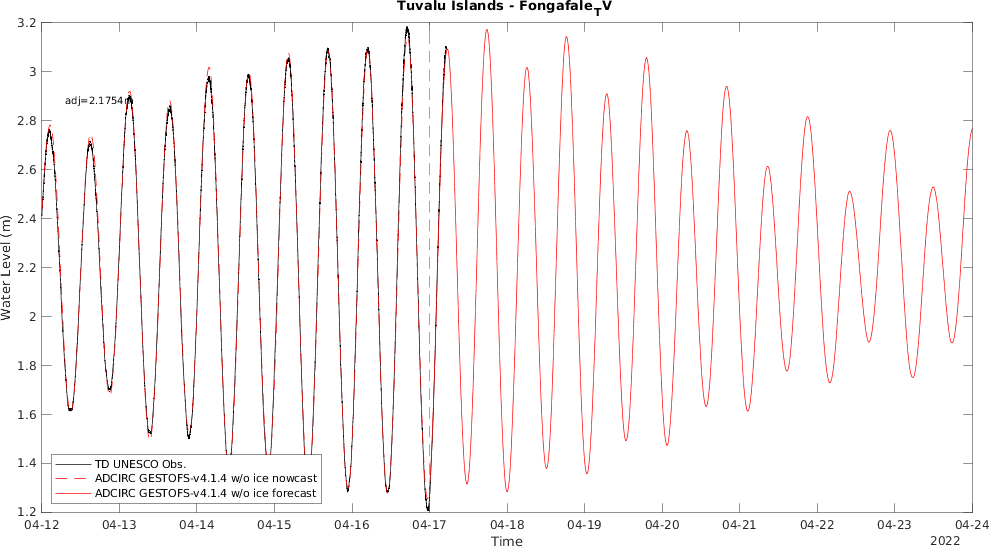 Tuvalu Islands - Fongafale_TV
3.2
3
2.8
2.6
2.4
2.2
2
1.8
1.6
1.4
1.2
Water Level (m)
adj=2.1754
TD UNESCO Obs.
ADCIRC GESTOFS-v4.1.4 w/o ice nowcast
ADCIRC GESTOFS-v4.1.4 w/o ice forecast
04-12 04-13 04-14 04-15 04-16 04-17 04-18 04-19 04-20 04-21 04-22 04-23 04-24
Time
2022